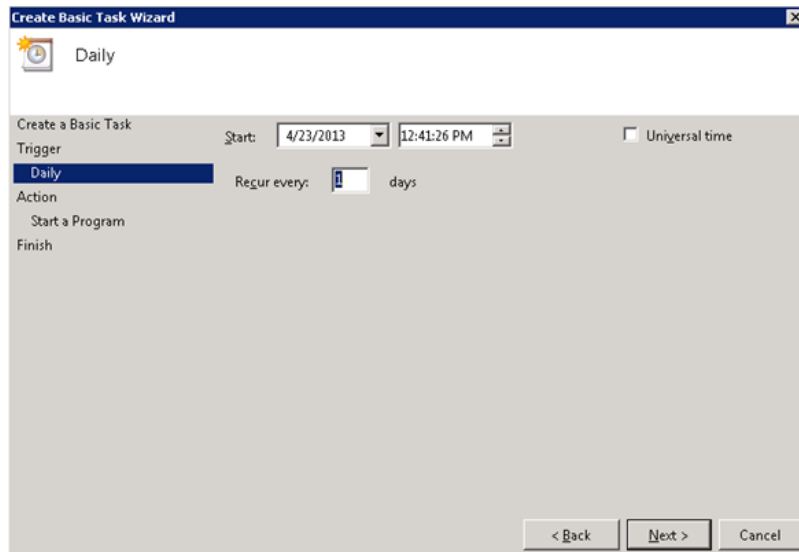 Create Basic Task Wizard
Daily
Create a Basic Task
Trigger
Daily
Action
Start a Program
Finish
Start: 4/23/2013 12:41:26 PM Universal time
Recur every: 1 days
< Back Next > Cancel